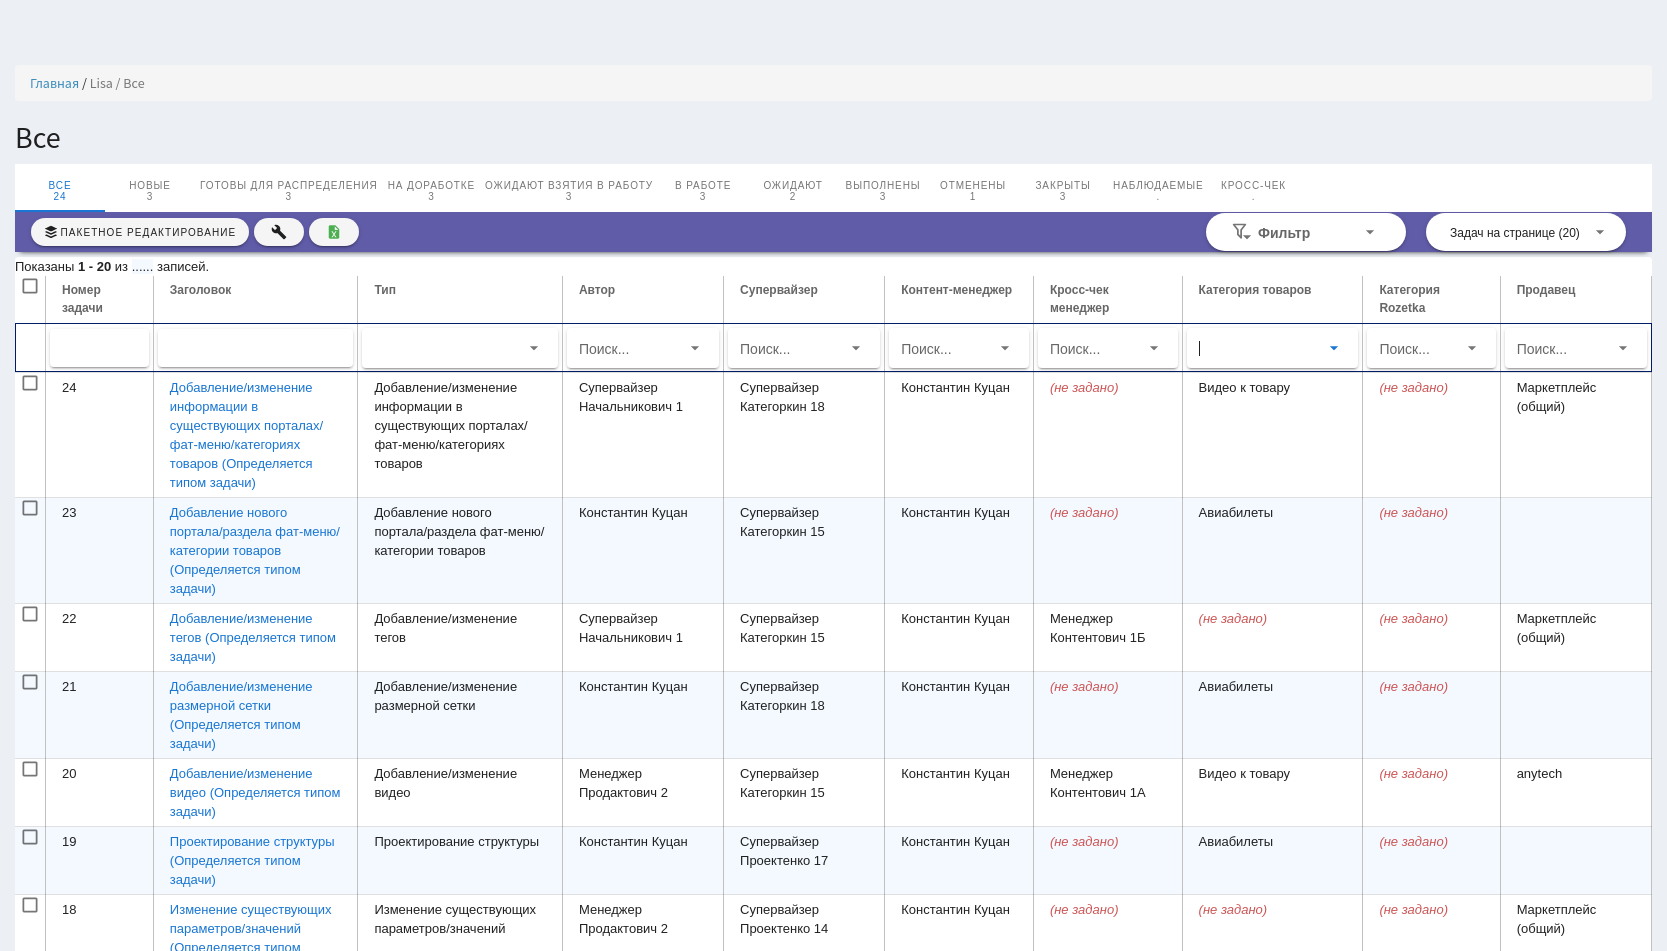 Главная / Lisa / Все
Все
ВСЕ НОВЫЕ ГОТОВЫ ДЛЯ РАСПРЕДЕЛЕНИЯ НА ДОРАБОТКЕ ОЖИДАЮТ ВЗЯТИЯ В РАБОТУ В РАБОТЕ ОЖИДАЮТ ВЫПОЛНЕНЫ ОТМЕНЕНЫ ЗАКРЫТЫ НАБЛЮДАЕМЫЕ КРОСС-ЧЕК
24 3 3 3 3 3 2 3 1 3 . .
ПАКЕТНОЕ РЕДАКТИРОВАНИЕ Фильтр Задач на странице (20)
Показаны 1 - 20 из ...... записей.
Номер Заголовок Тип Автор Супервайзер Контент-менеджер Кросс-чек Категория товаров Категория Продавец
задачи менеджер Rozetka
Поиск... Поиск... Поиск... Поиск... Поиск... Поиск...
24 Добавление/изменение Добавление/изменение Супервайзер Супервайзер Константин Куцан (не задано) Видео к товару (не задано) Маркетплейс
информации в информации в Начальникович 1 Категоркин 18 (общий)
существующих порталах/ существующих порталах/
фат-меню/категориях фат-меню/категориях
товаров (Определяется товаров
типом задачи)
23 Добавление нового Добавление нового Константин Куцан Супервайзер Константин Куцан (не задано) Авиабилеты (не задано)
портала/раздела фат-меню/ портала/раздела фат-меню/ Категоркин 15
категории товаров категории товаров
(Определяется типом
задачи)
22 Добавление/изменение Добавление/изменение Супервайзер Супервайзер Константин Куцан Менеджер (не задано) (не задано) Маркетплейс
тегов (Определяется типом тегов Начальникович 1 Категоркин 15 Контентович 1Б (общий)
задачи)
21 Добавление/изменение Добавление/изменение Константин Куцан Супервайзер Константин Куцан (не задано) Авиабилеты (не задано)
размерной сетки размерной сетки Категоркин 18
(Определяется типом
задачи)
20 Добавление/изменение Добавление/изменение Менеджер Супервайзер Константин Куцан Менеджер Видео к товару (не задано) anytech
видео (Определяется типом видео Продактович 2 Категоркин 15 Контентович 1А
задачи)
19 Проектирование структуры Проектирование структуры Константин Куцан Супервайзер Константин Куцан (не задано) Авиабилеты (не задано)
(Определяется типом Проектенко 17
задачи)
18 Изменение существующих Изменение существующих Менеджер Супервайзер Константин Куцан (не задано) (не задано) (не задано) Маркетплейс
параметров/значений параметров/значений Продактович 2 Проектенко 14 (общий)
(Определяется типом